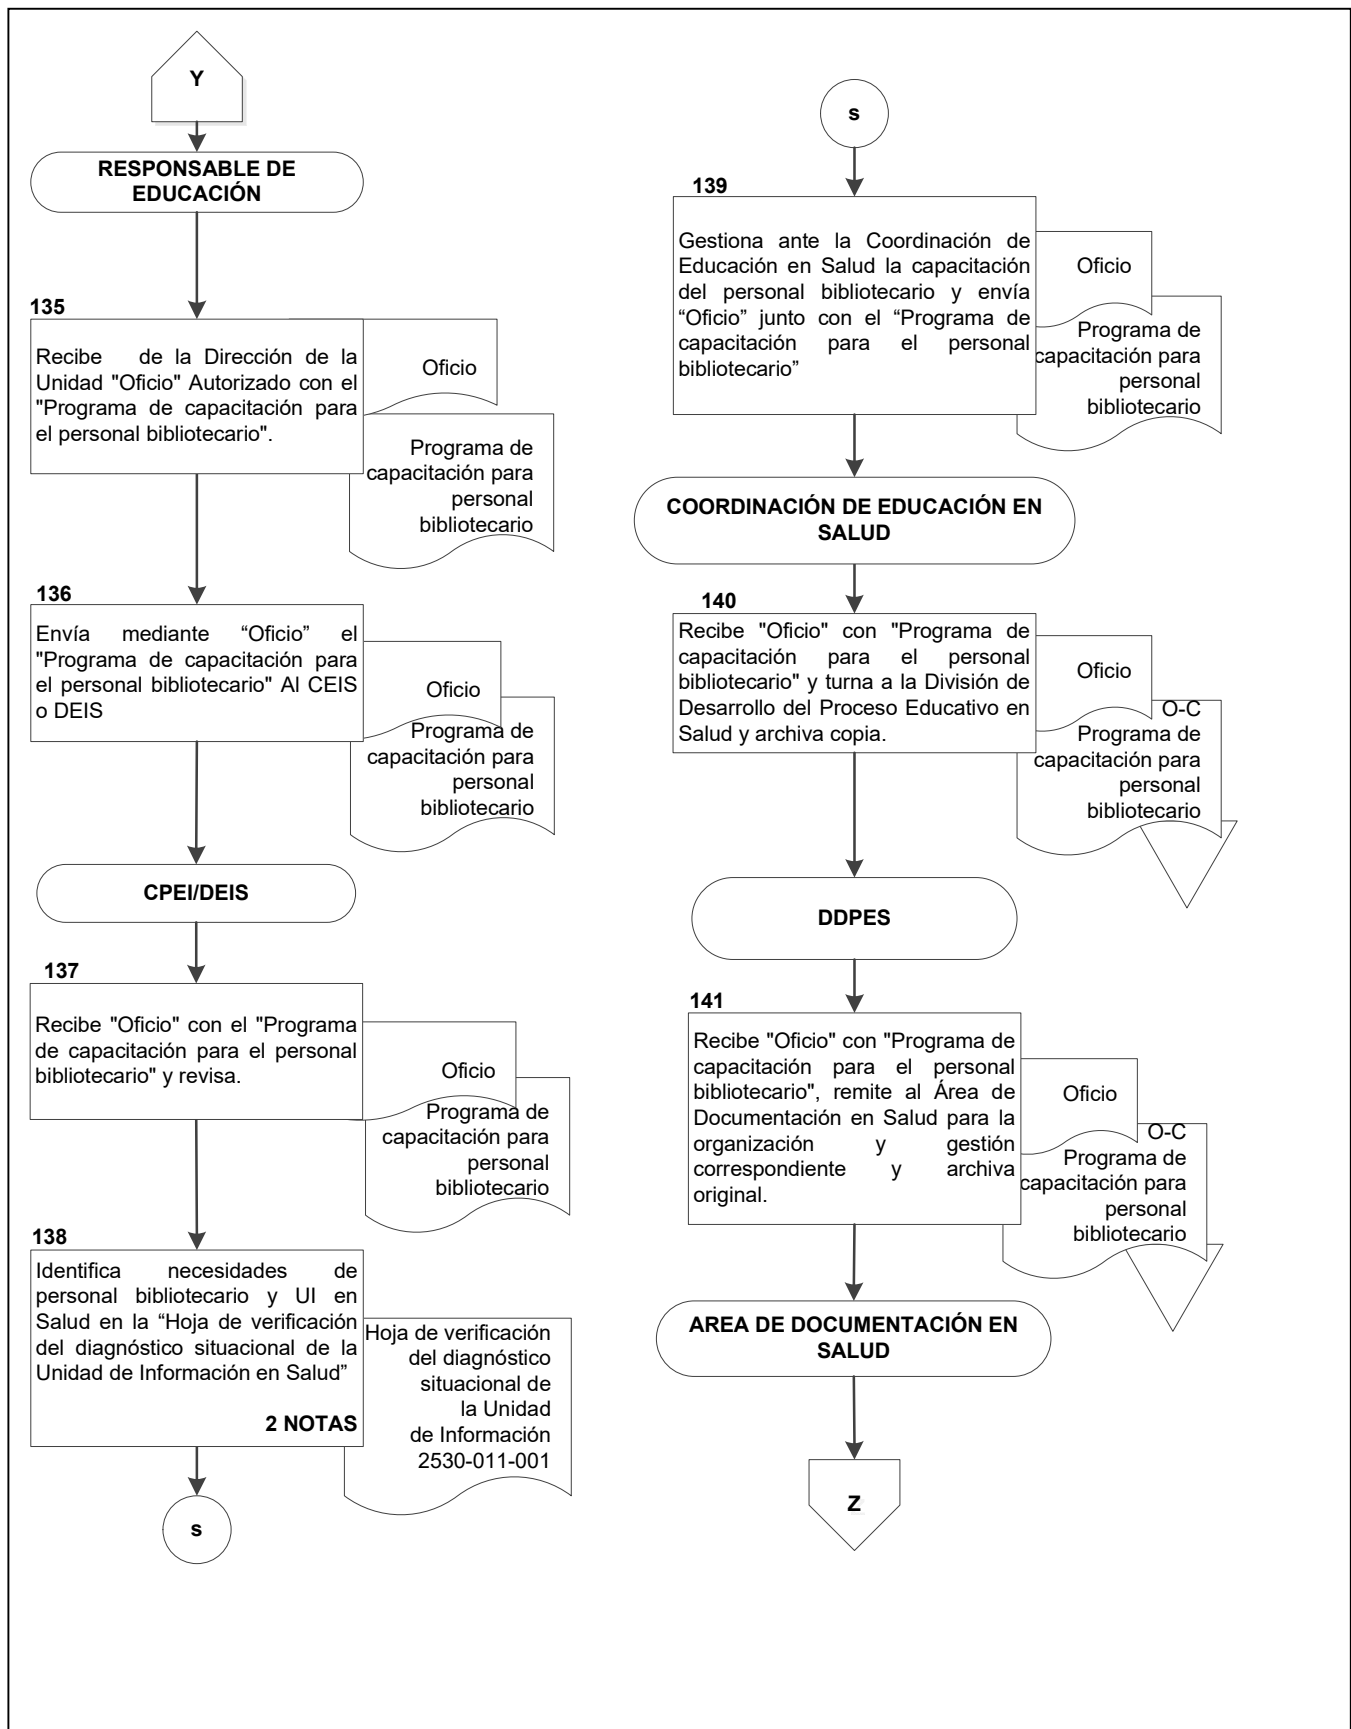 Y
RESPONSABLE DE
EDUCACIÓN
135
Recibe de la Dirección de la
Unidad "Oficio" Autorizado con el
"Programa de capacitación para
el personal bibliotecario".
Oficio
Programa de
capacitación para
personal
bibliotecario
136
Envía mediante “Oficio” el
"Programa de capacitación para
el personal bibliotecario" Al CEIS
o DEIS
Oficio
Programa de
capacitación para
personal
bibliotecario
CPEI/DEIS
137
Recibe "Oficio" con el "Programa
de capacitación para el personal
bibliotecario" y revisa.
Oficio
Programa de
capacitación para
personal
bibliotecario
138
Identifica necesidades de
personal bibliotecario y UI en
Salud en la “Hoja de verificación
del diagnóstico situacional de la
Unidad de Información en Salud”
2 NOTAS
Hoja de verificación
del diagnóstico
situacional de
la Unidad
de Información
2530-011-001
s
s
139
Gestiona ante la Coordinación de
Educación en Salud la capacitación
del personal bibliotecario y envía
“Oficio” junto con el “Programa de
capacitación para el personal
bibliotecario”
Oficio
Programa de
capacitación para
personal
bibliotecario
COORDINACIÓN DE EDUCACIÓN EN
SALUD
140
Recibe "Oficio" con "Programa de
capacitación para el personal
bibliotecario" y turna a la División de
Desarrollo del Proceso Educativo en
Salud y archiva copia.
Oficio
O-C
Programa de
capacitación para
personal
bibliotecario
DDPES
141
Recibe "Oficio" con "Programa de
capacitación para el personal
bibliotecario", remite al Área de
Documentación en Salud para la
organización y gestión
correspondiente y archiva
original.
Oficio
O-C
Programa de
capacitación para
personal
bibliotecario
AREA DE DOCUMENTACIÓN EN
SALUD
Z